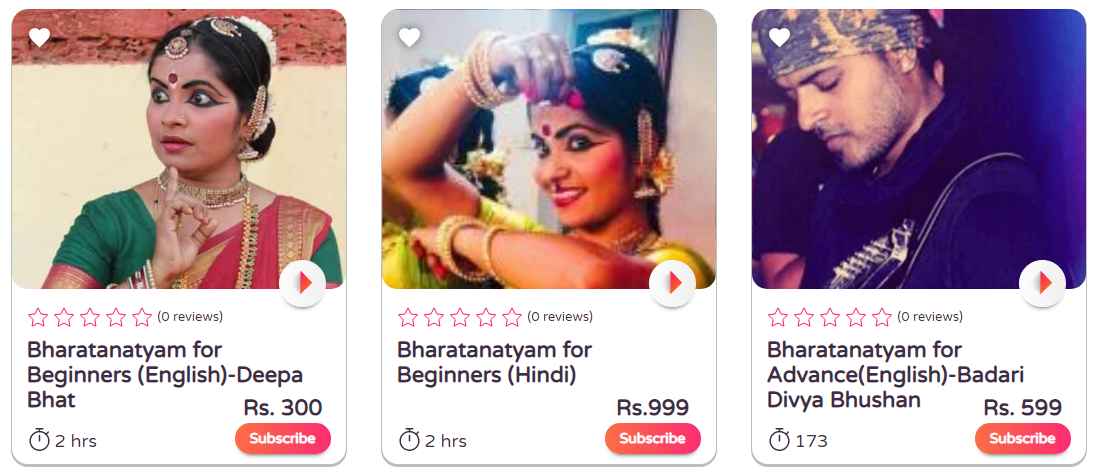 (0 reviews)
Bharatanatyam for
Beginners (English)-Deepa
Bhat
Rs. 300
2 hrs
Subscribe
(0 reviews)
Bharatanatyam for
Beginners (Hindi)
Rs.999
2 hrs
Subscribe
(0 reviews)
Bharatanatyam for
Advance(English)-Badari
Divya Bhushan
Rs. 599
173
Subscribe